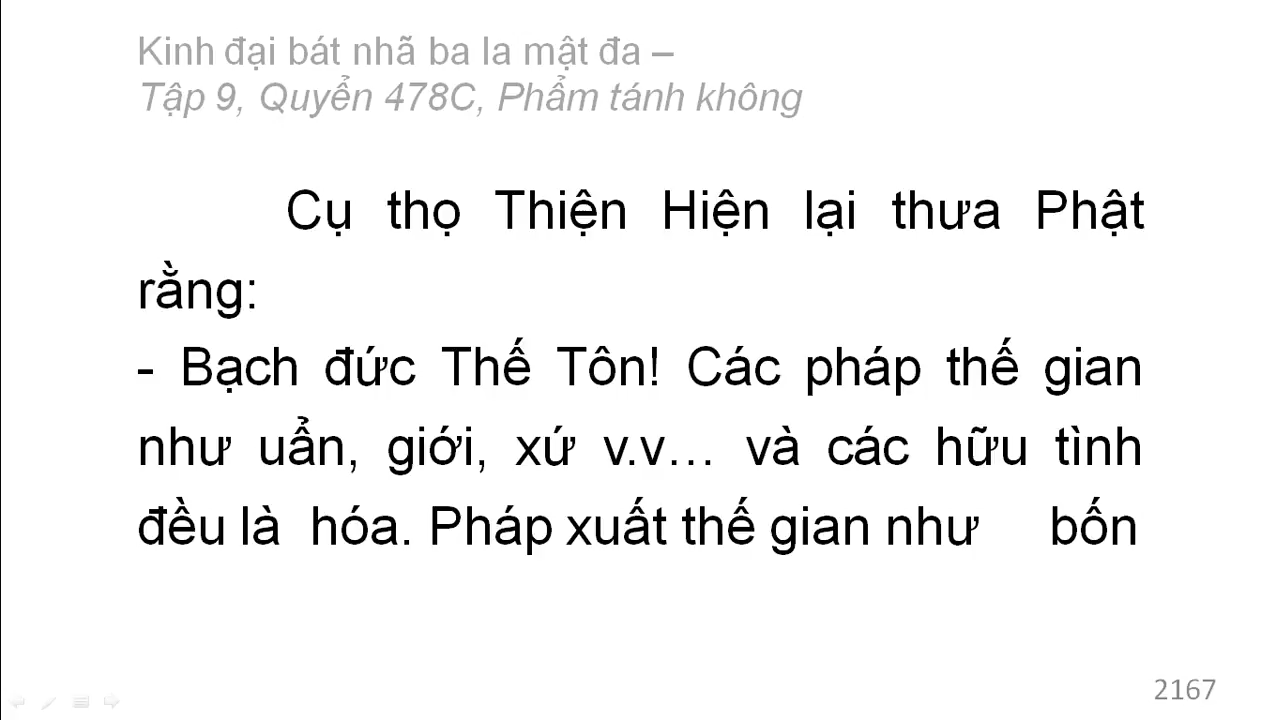 Kinh đại bát nhã ba la mật đa –
Tập 9, Quyển 478C, Phẩm tánh không
Cụ thọ Thiện Hiện lại thưa Phật
rằng:
- Bạch đức Thế Tôn! Các pháp thế gian
như uẩn, giới, xứ v.v… và các hữu tình
đều là hóa. Pháp xuất thế gian như bốn
2167